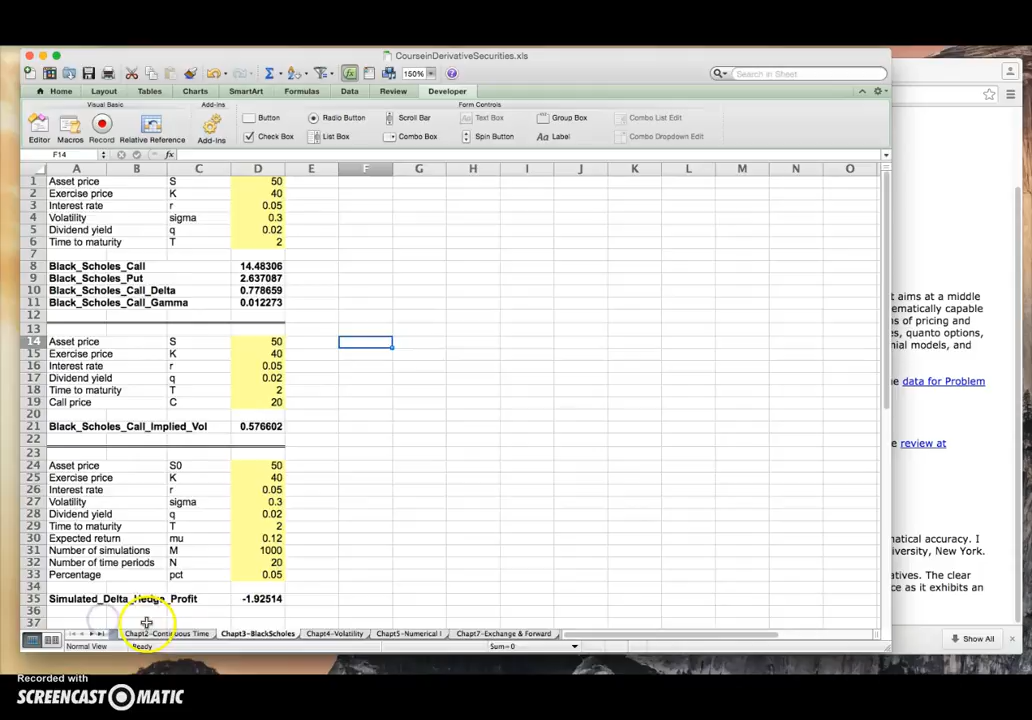 CourseinDerivativeSecurities.xls
150%
Search in Sheet
Home Layout Tables Charts SmartArt Formulas Data Review Developer
Visual Basic Add-Ins Form Controls
Button Radio Button Scroll Bar Text Box Group Box Combo List Edit
Editor Macros Record Relative Reference Add-Ins Check Box List Box Combo Box Spin Button Label Combo Dropdown Edit
F14 fx
A B C D E F G H I J K L M N O
1 Asset price S 50
2 Exercise price K 40
3 Interest rate r 0.05
4 Volatility sigma 0.3
5 Dividend yield q 0.02
6 Time to maturity T 2
7
8 Black_Scholes_Call 14.48306
9 Black_Scholes_Put 2.637087
10 Black_Scholes_Call_Delta 0.778659
11 Black_Scholes_Call_Gamma 0.012273
12
13
14 Asset price S 50
15 Exercise price K 40
16 Interest rate r 0.05
17 Dividend yield q 0.02
18 Time to maturity T 2
19 Call price C 20
20
21 Black_Scholes_Call_Implied_Vol 0.576602
22
23
24 Asset price S0 50
25 Exercise price K 40
26 Interest rate r 0.05
27 Volatility sigma 0.3
28 Dividend yield q 0.02
29 Time to maturity T 2
30 Expected return mu 0.12
31 Number of simulations M 1000
32 Number of time periods N 20
33 Percentage pct 0.05
34
35 Simulated_Delta_Hedge_Profit -1.92514
36
37
Chapt2-Continuous Time Chapt3-BlackScholes Chapt4-Volatility Chapt5-Numerical I Chapt7-Exchange & Forward
Normal View Ready Sum=0
t aims at a middle
ematically capable
s of pricing and
s, quanto options,
nial models, and
e data for Problem
e review at
matical accuracy. I
iversity, New York.
atives. The clear
e as it exhibits an
Show All
Recorded with
SCREENCAST O MATIC